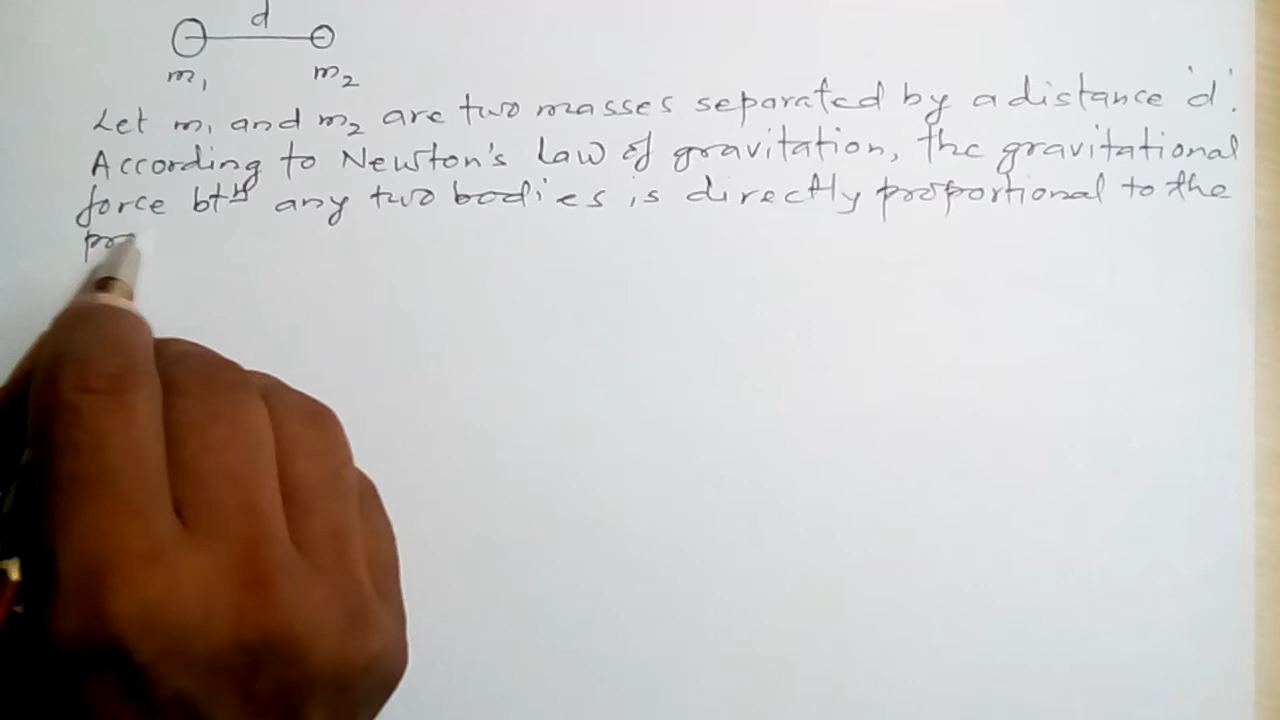 d
m₁ m₂
Let m₁ and m₂ are two masses separated by a distance 'd'.
According to Newton's Law of gravitation, the gravitational
force btⁿ any two bodies is directly proportional to the
pro